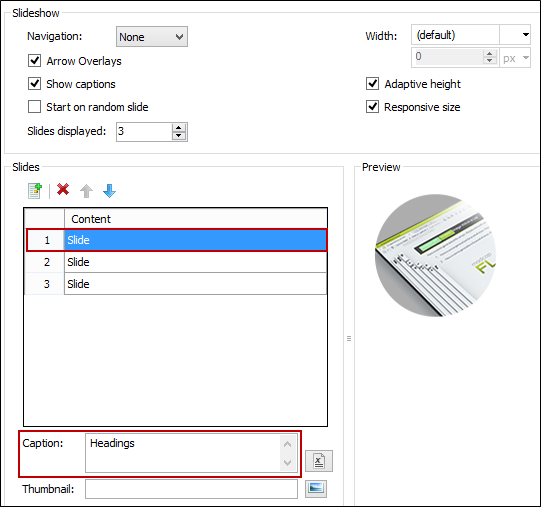 Slideshow
Navigation: None Width: (default)
Arrow Overlays 0 px
Show captions Adaptive height
Start on random slide Responsive size
Slides displayed: 3
Slides Preview
Content
1 Slide
2 Slide
3 Slide
FL
Caption: Headings
Thumbnail: